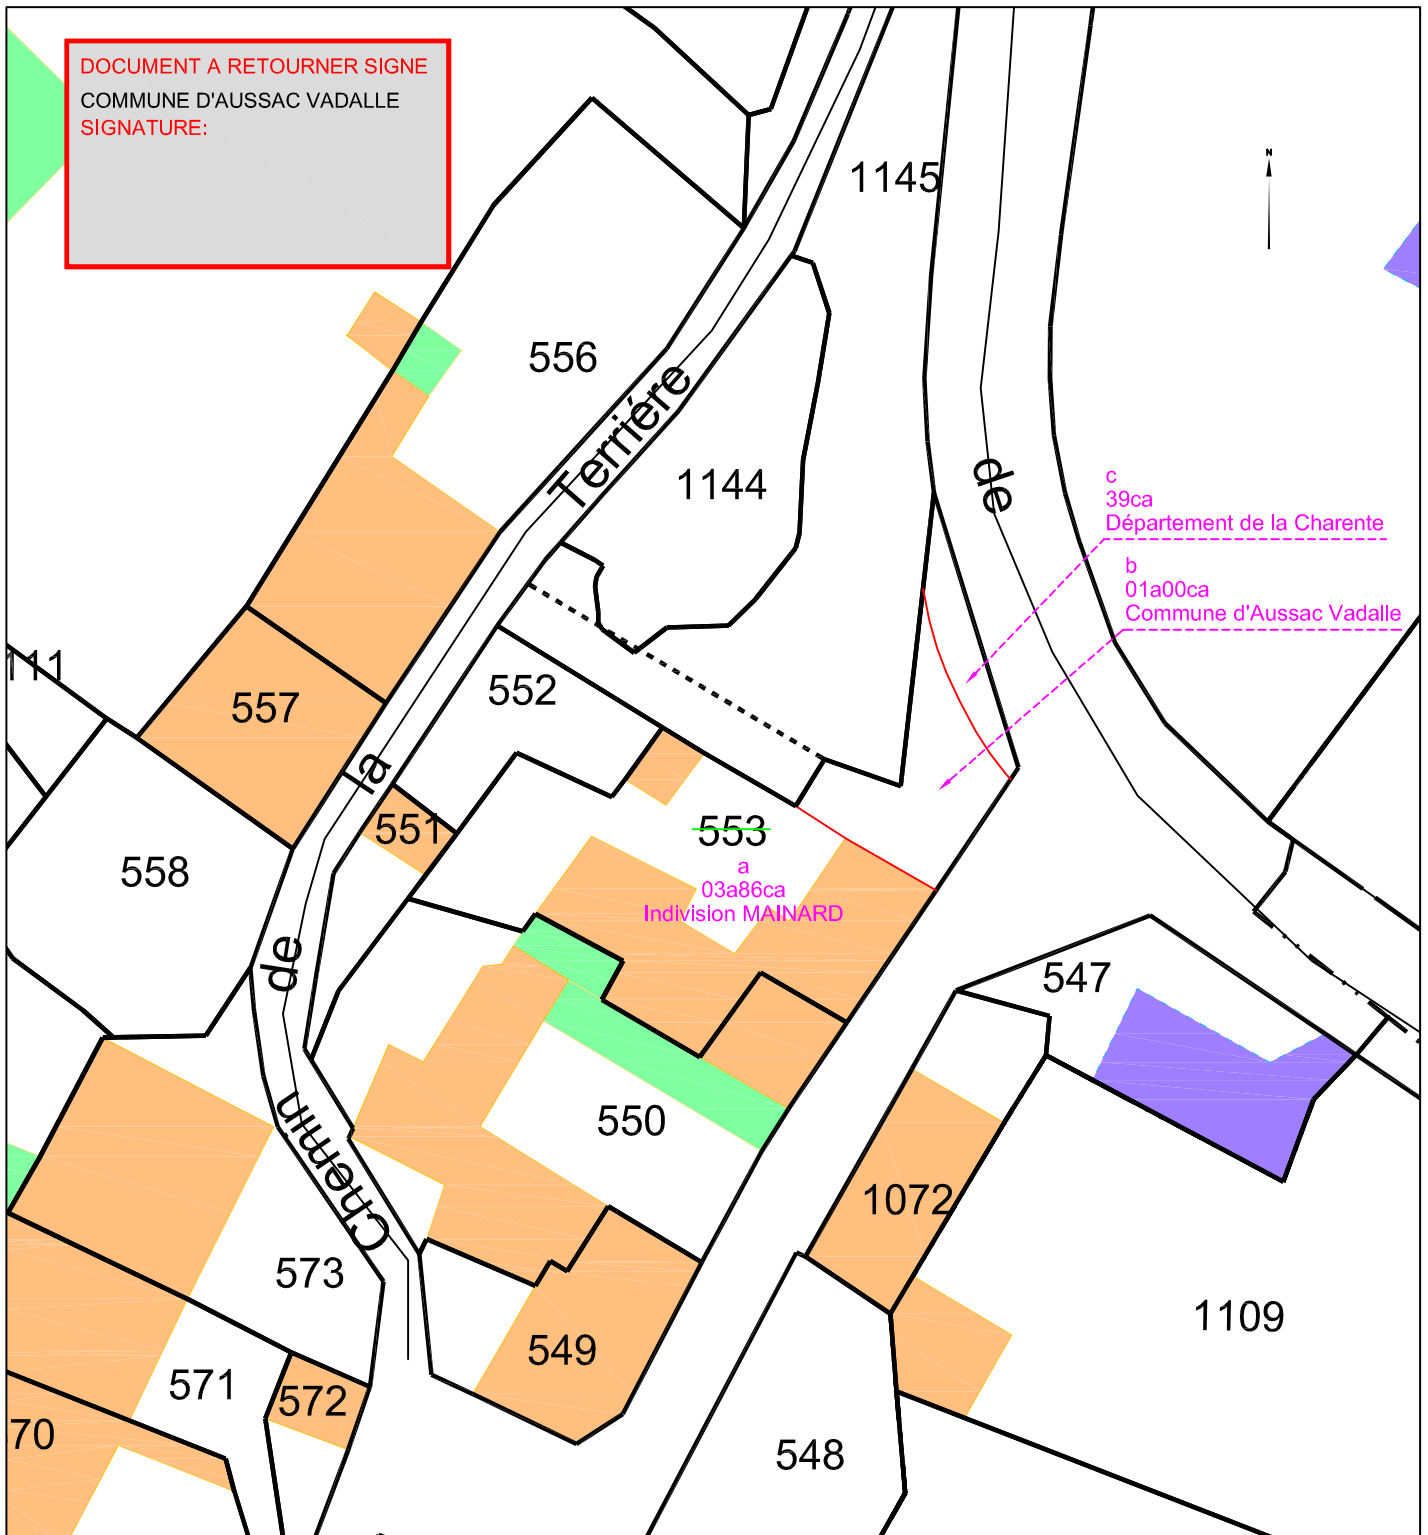 DOCUMENT A RETOURNER SIGNE
COMMUNE D'AUSSAC VADALLE
SIGNATURE:
N
1145
556
Terriére
1144
de
c
39ca
Département de la Charente
b
01a00ca
Commune d'Aussac Vadalle
111
552
557
la
551
553
558
a
03a86ca
Indivision MAINARD
de
547
550
Chemin
1072
573
1109
549
571
572
70
548